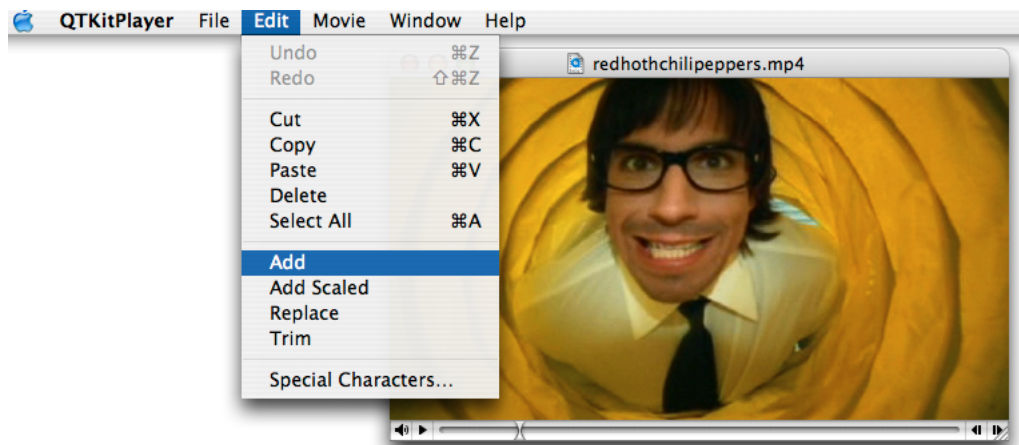 QTKitPlayer File Edit Movie Window Help
redhothchilipeppers.mp4
Undo ⌘Z
Redo ⇧⌘Z
Cut ⌘X
Copy ⌘C
Paste ⌘V
Delete
Select All ⌘A
Add
Add Scaled
Replace
Trim
Special Characters...